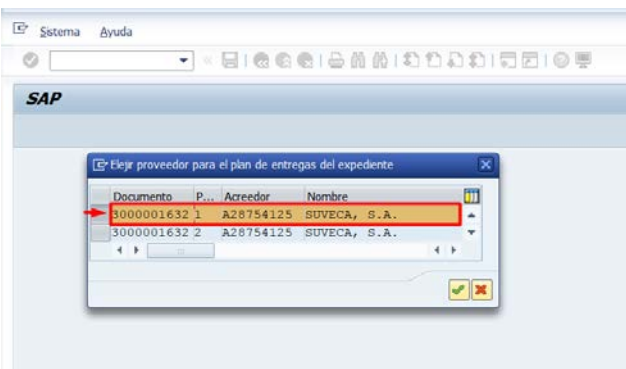 Sistema Ayuda
SAP
Elejir proveedor para el plan de entregas del expediente
Documento P... Acreedor Nombre
3000001632 1 A28754125 SUVECA, S.A.
3000001632 2 A28754125 SUVECA, S.A.